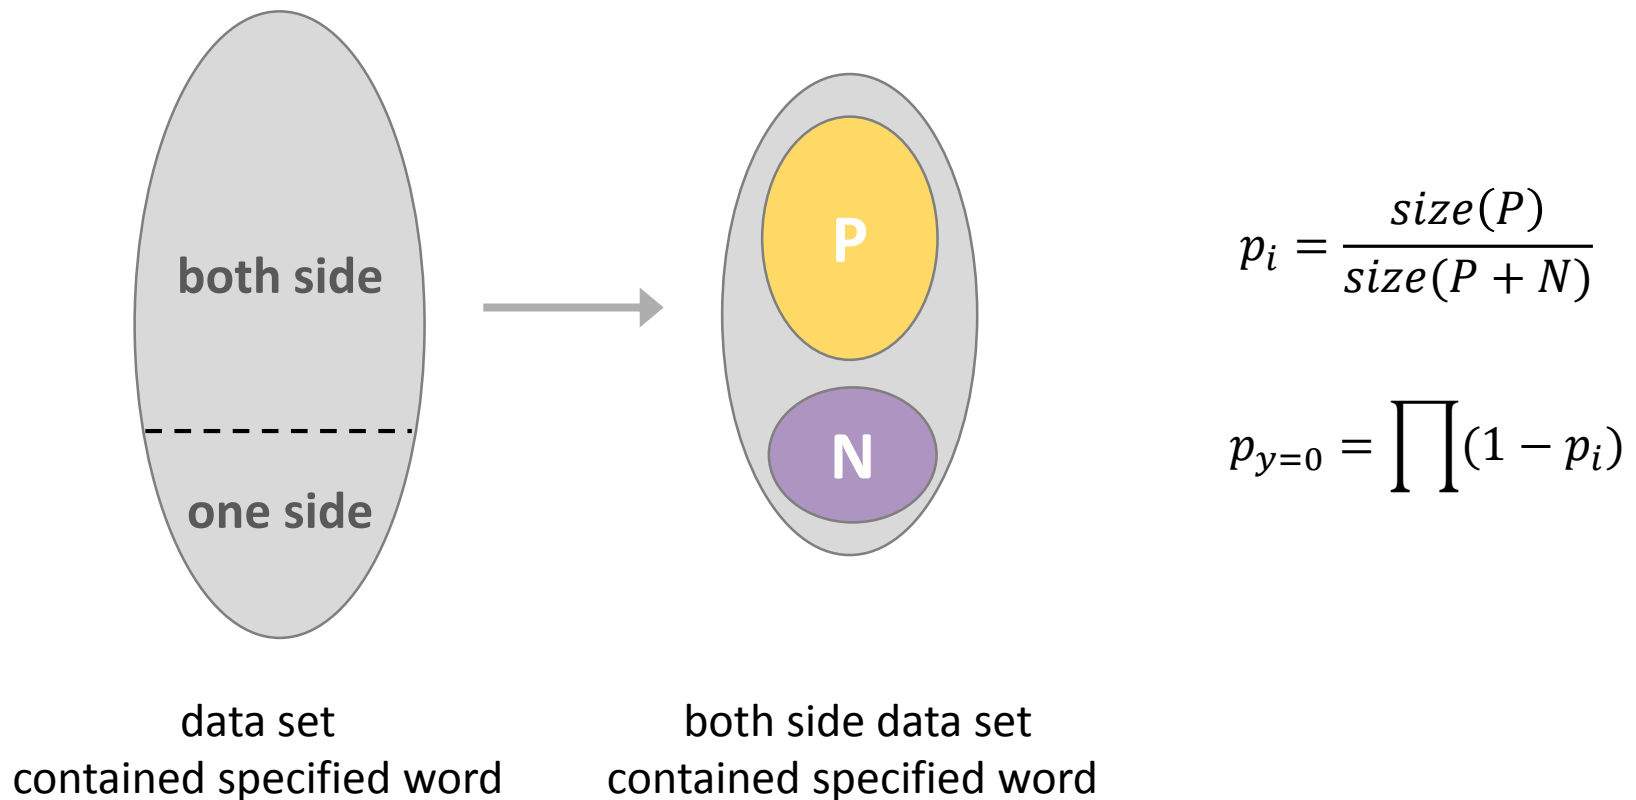 both side
one side
data set
contained specified word
P
N
both side data set
contained specified word
p_i = size(P) / size(P + N)
p_{y=0} = ∏(1 − p_i)